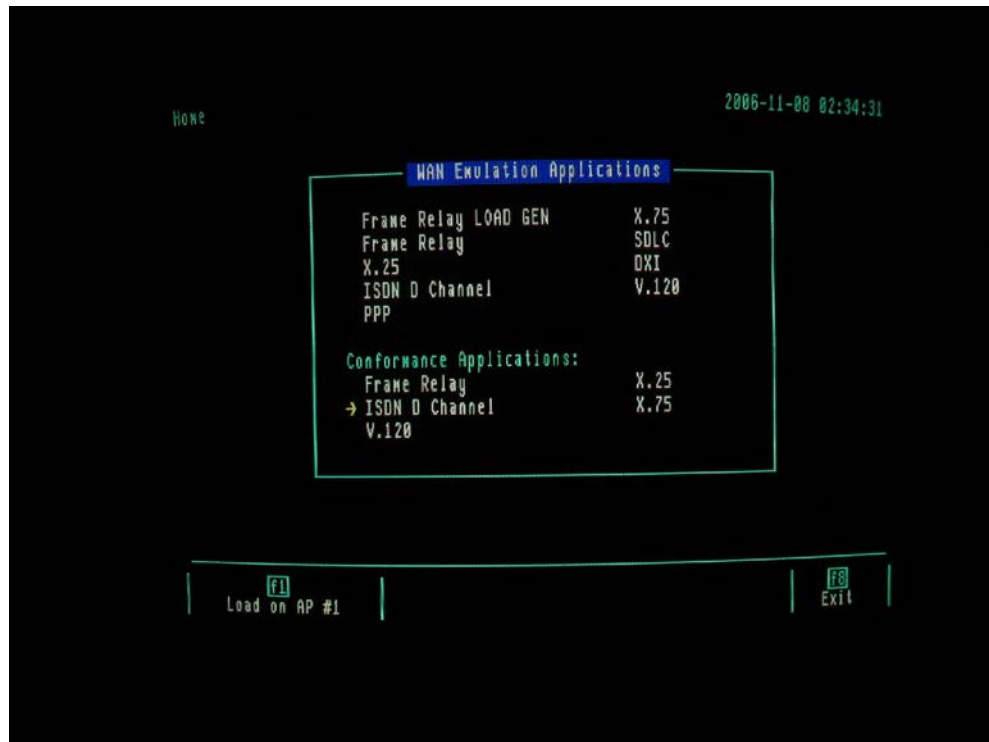 Home 2006-11-08 02:34:31
WAN Emulation Applications
Frame Relay LOAD GEN X.75
Frame Relay SDLC
X.25 DXI
ISDN D Channel V.120
PPP
Conformance Applications:
Frame Relay X.25
→ ISDN D Channel X.75
V.120
f1 f8
Load on AP #1 Exit